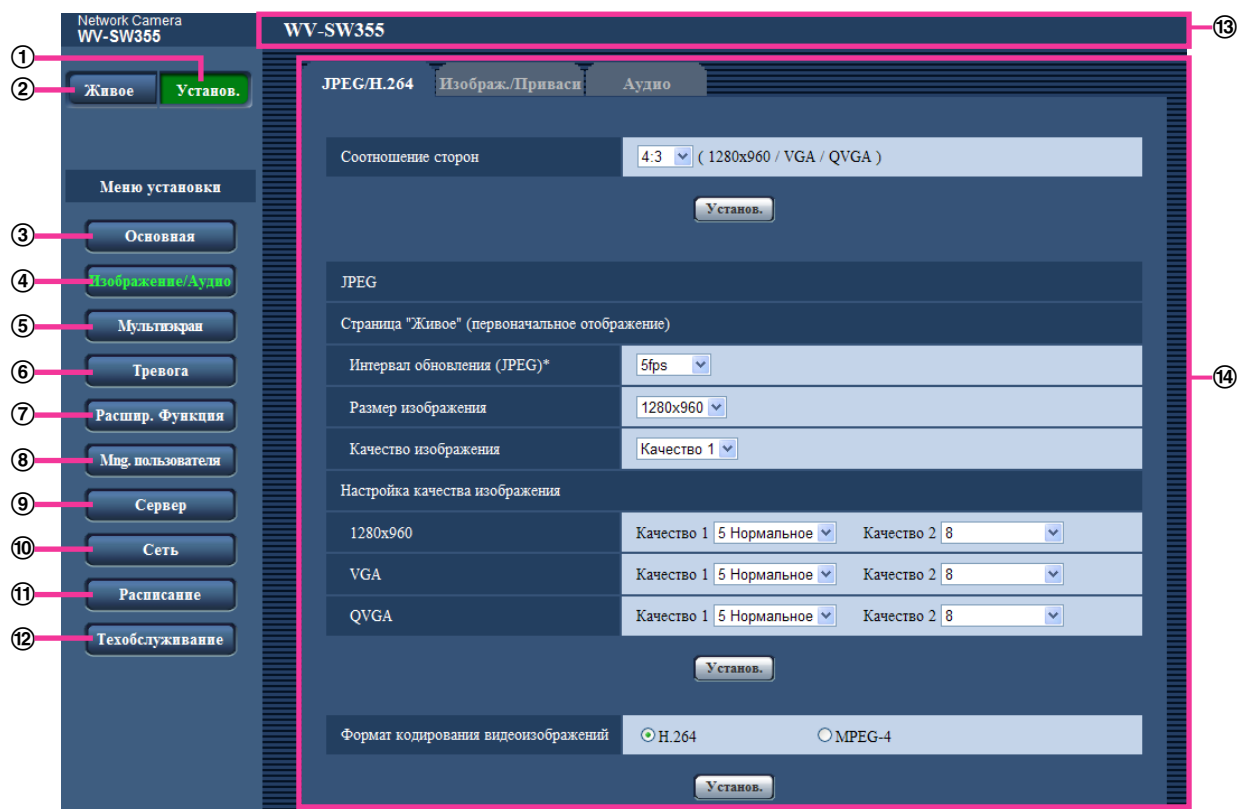 Network Camera
WV-SW355
WV-SW355
⑬
①
②
Живое
Установ.
JPEG/H.264
Изображ./Приваси
Аудио
Соотношение сторон
4:3
( 1280x960 / VGA / QVGA )
Меню установки
Установ.
③
Основная
④
Изображение/Аудио
JPEG
⑤
Мультиэкран
Страница "Живое" (первоначальное отображение)
⑥
Тревога
Интервал обновления (JPEG)*
5fps
⑭
⑦
Расшир. Функция
Размер изображения
1280x960
⑧
Mng. пользователя
Качество изображения
Качество 1
⑨
Сервер
Настройка качества изображения
⑩
Сеть
1280x960
Качество 1 5 Нормальное
Качество 2 8
⑪
Расписание
VGA
Качество 1 5 Нормальное
Качество 2 8
⑫
Техобслуживание
QVGA
Качество 1 5 Нормальное
Качество 2 8
Установ.
Формат кодирования видеоизображений
H.264
MPEG-4
Установ.